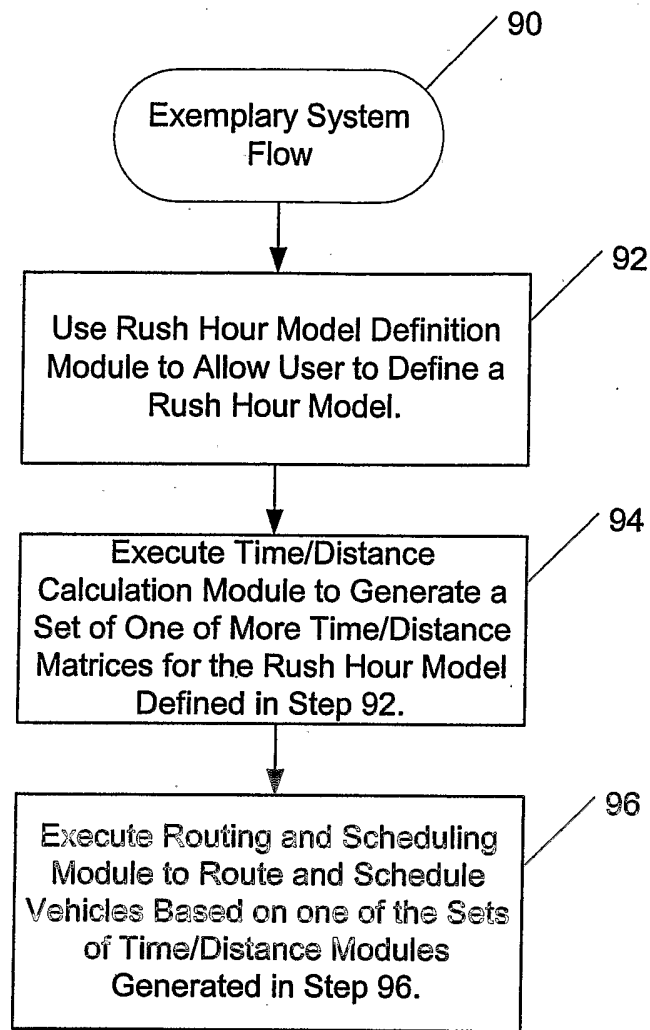 90
Exemplary System
Flow
92
Use Rush Hour Model Definition
Module to Allow User to Define a
Rush Hour Model.
94
Execute Time/Distance
Calculation Module to Generate a
Set of One of More Time/Distance
Matrices for the Rush Hour Model
Defined in Step 92.
96
Execute Routing and Scheduling
Module to Route and Schedule
Vehicles Based on one of the Sets
of Time/Distance Modules
Generated in Step 96.